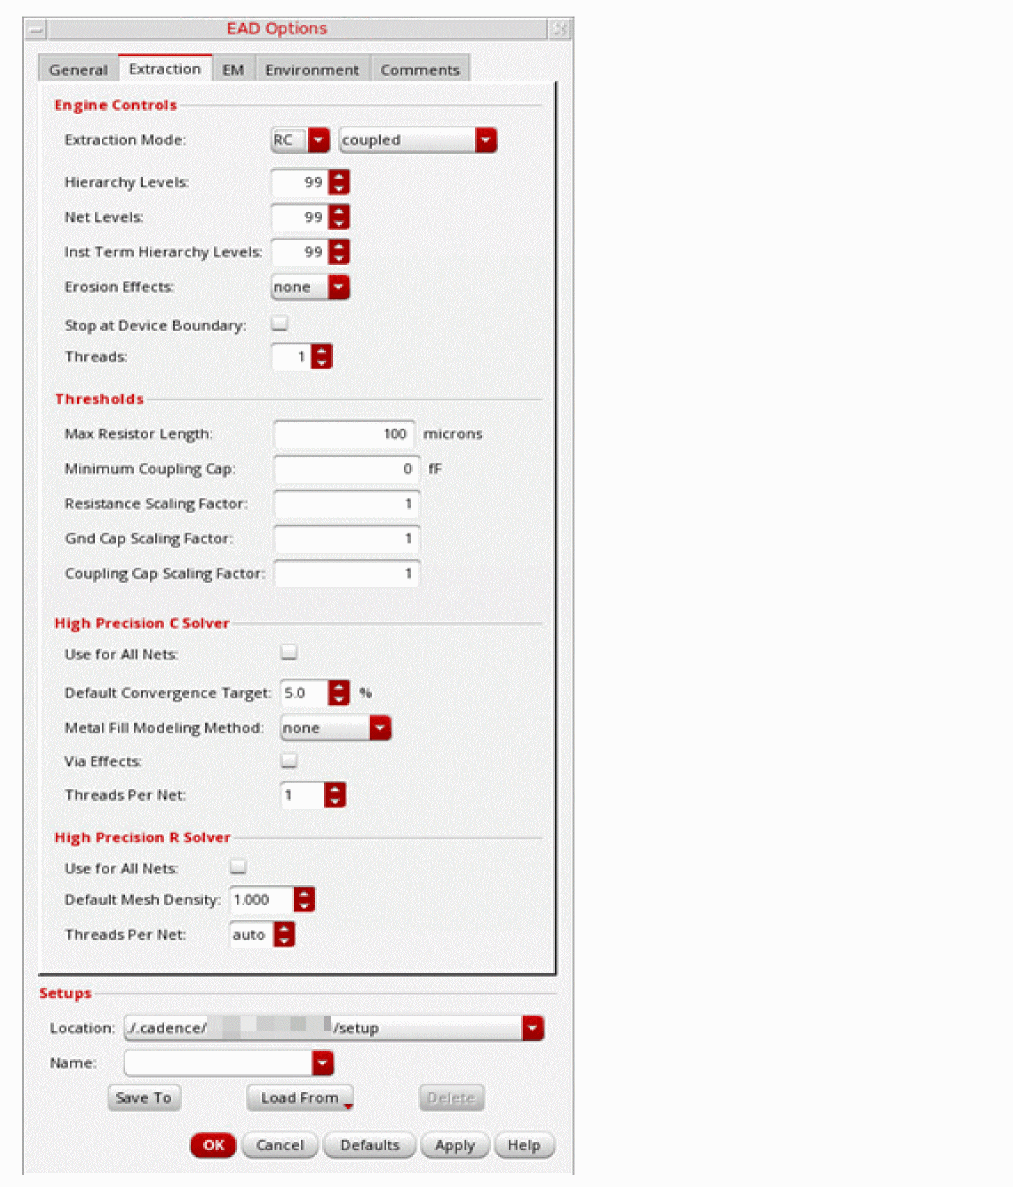 EAD Options
General Extraction EM Environment Comments
Engine Controls
Extraction Mode: RC coupled
Hierarchy Levels: 99
Net Levels: 99
Inst Term Hierarchy Levels: 99
Erosion Effects: none
Stop at Device Boundary:
Threads: 1
Thresholds
Max Resistor Length: 100 microns
Minimum Coupling Cap: 0 fF
Resistance Scaling Factor: 1
Gnd Cap Scaling Factor: 1
Coupling Cap Scaling Factor: 1
High Precision C Solver
Use for All Nets:
Default Convergence Target: 5.0 %
Metal Fill Modeling Method: none
Via Effects:
Threads Per Net: 1
High Precision R Solver
Use for All Nets:
Default Mesh Density: 1.000
Threads Per Net: auto
Setups
Location: ./.cadence/ /setup
Name:
Save To Load From Delete
OK Cancel Defaults Apply Help